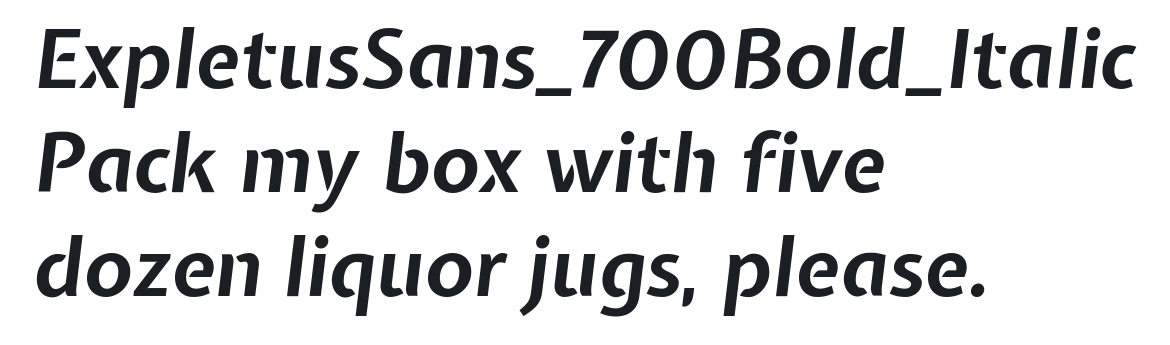 ExpletusSans_700Bold_Italic
Pack my box with five
dozen liquor jugs, please.